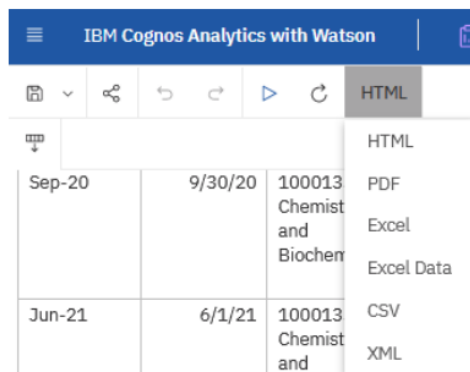 IBM Cognos Analytics with Watson
HTML
HTML
PDF
Excel
Excel Data
CSV
XML
Sep-20 9/30/20 100013
Chemist
and
Biochem
Jun-21 6/1/21 100013
Chemist
and